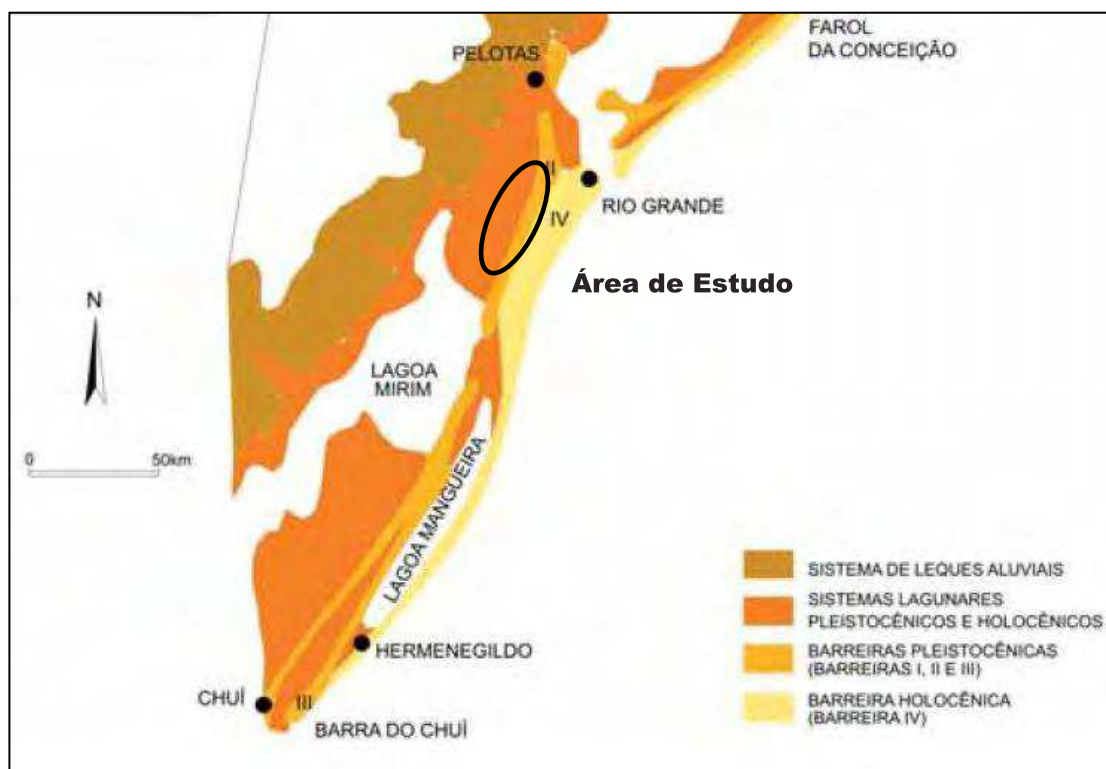 FAROL
DA CONCEIÇÃO
PELOTAS
II
RIO GRANDE
IV
Área de Estudo
N
LAGOA
MIRIM
0 50km
LAGOA MANGUEIRA
SISTEMA DE LEQUES ALUVIAIS
SISTEMAS LAGUNARES
PLEISTOCÊNICOS E HOLOCÊNICOS
HERMENEGILDO
BARREIRAS PLEISTOCÊNICAS
(BARREIRAS I, II E III)
CHUÍ
III
BARRA DO CHUÍ
BARREIRA HOLOCÊNICA
(BARREIRA IV)